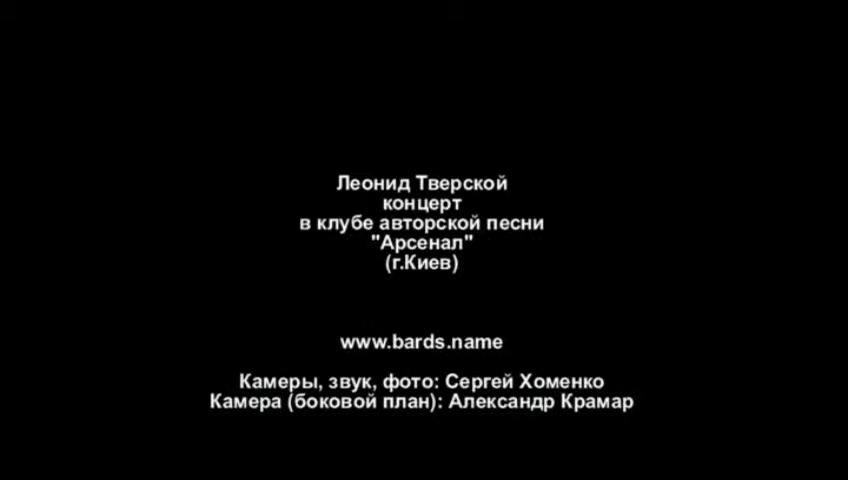 Леонид Тверской
концерт
в клубе авторской песни
"Арсенал"
(г.Киев)
www.bards.name
Камеры, звук, фото: Сергей Хоменко
Камера (боковой план): Александр Крамар